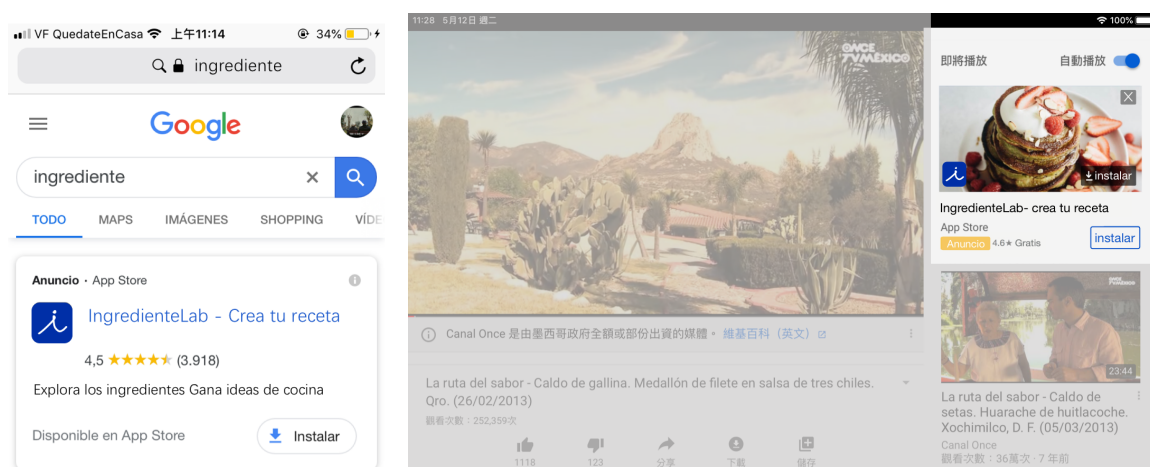 VF QuedateEnCasa 上午11:14 34%
ingrediente
Google
ingrediente
TODO MAPS IMÁGENES SHOPPING VÍDE
Anuncio · App Store
IngredienteLab - Crea tu receta
4,5 (3.918)
Explora los ingredientes Gana ideas de cocina
Disponible en App Store
Instalar
11:28 5月12日 週二
100%
ONCE
TV MEXICO
Canal Once 是由墨西哥政府全額或部份出資的媒體。 維基百科（英文）
La ruta del sabor - Caldo de gallina. Medallón de filete en salsa de tres chiles.
Qro. (26/02/2013)
觀看次數：252,359次
1118 123 分享 下載 儲存
即將播放 自動播放
instalar
IngredienteLab- crea tu receta
App Store
Anuncio 4.6★ Gratis
instalar
ONCE
TV MEXICO
23:44
La ruta del sabor - Caldo de
setas. Huarache de huitlacoche.
Xochimilco, D. F. (05/03/2013)
Canal Once
觀看次數：36萬次 · 7 年前